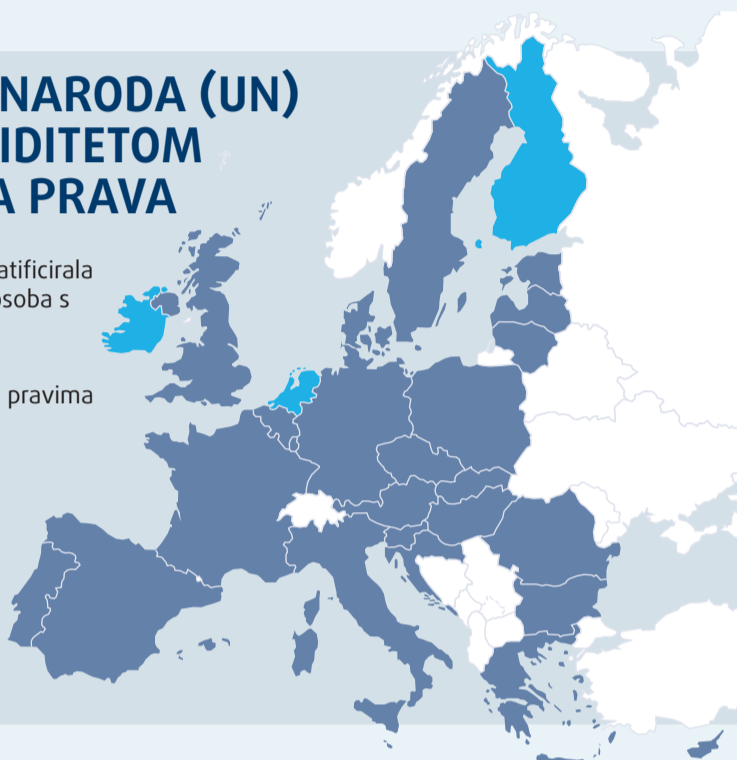 NARODA (UN)
IDITETOM
A PRAVA
atificirala
osoba s
pravima